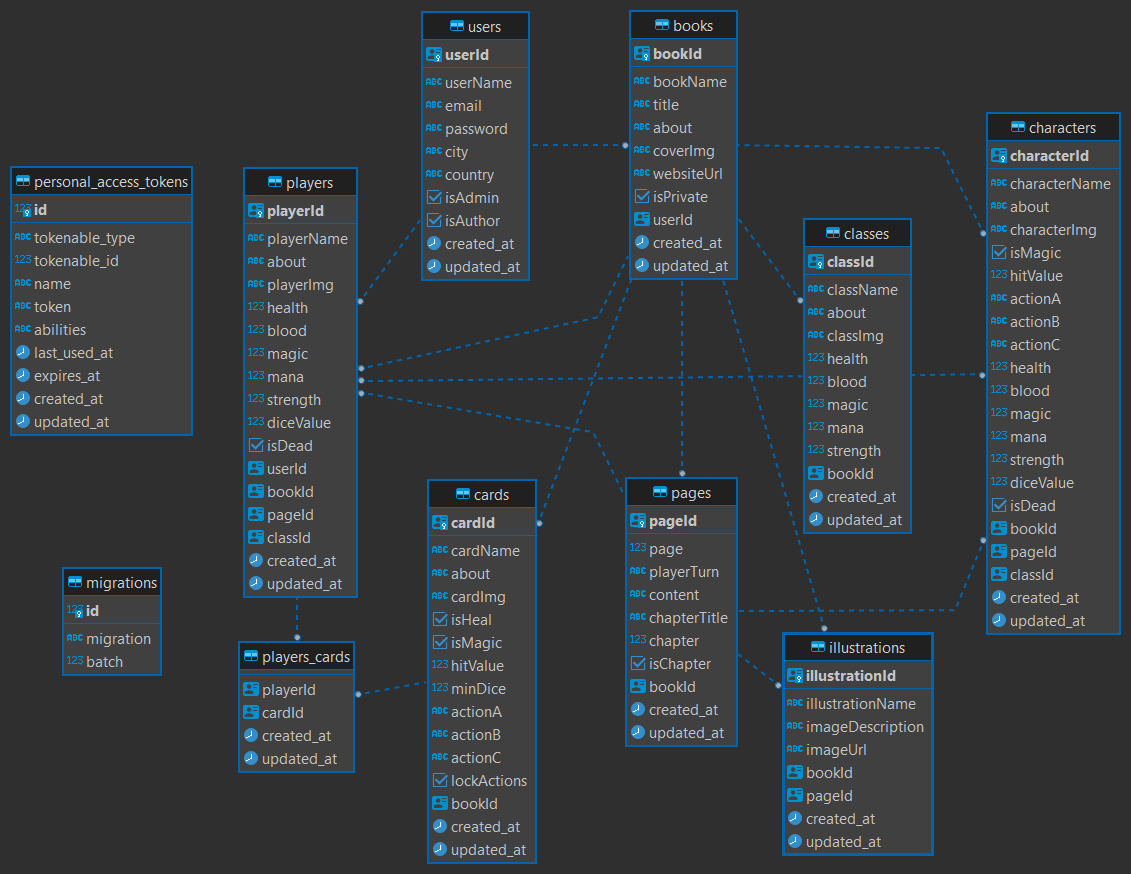 users
userId
userName
email
password
city
country
isAdmin
isAuthor
created_at
updated_at
books
bookId
bookName
title
about
coverImg
websiteUrl
isPrivate
userId
created_at
updated_at
characters
characterId
characterName
about
characterImg
isMagic
hitValue
actionA
actionB
actionC
health
blood
magic
mana
strength
diceValue
isDead
bookId
pageId
classId
created_at
updated_at
personal_access_tokens
id
tokenable_type
tokenable_id
name
token
abilities
last_used_at
expires_at
created_at
updated_at
players
playerId
playerName
about
playerImg
health
blood
magic
mana
strength
diceValue
isDead
userId
bookId
pageId
classId
created_at
updated_at
classes
classId
className
about
classImg
health
blood
magic
mana
strength
bookId
created_at
updated_at
cards
cardId
cardName
about
cardImg
isHeal
isMagic
hitValue
minDice
actionA
actionB
actionC
lockActions
bookId
created_at
updated_at
pages
pageId
page
playerTurn
content
chapterTitle
chapter
isChapter
bookId
created_at
updated_at
migrations
id
migration
batch
players_cards
playerId
cardId
created_at
updated_at
illustrations
illustrationId
illustrationName
imageDescription
imageUrl
bookId
pageId
created_at
updated_at